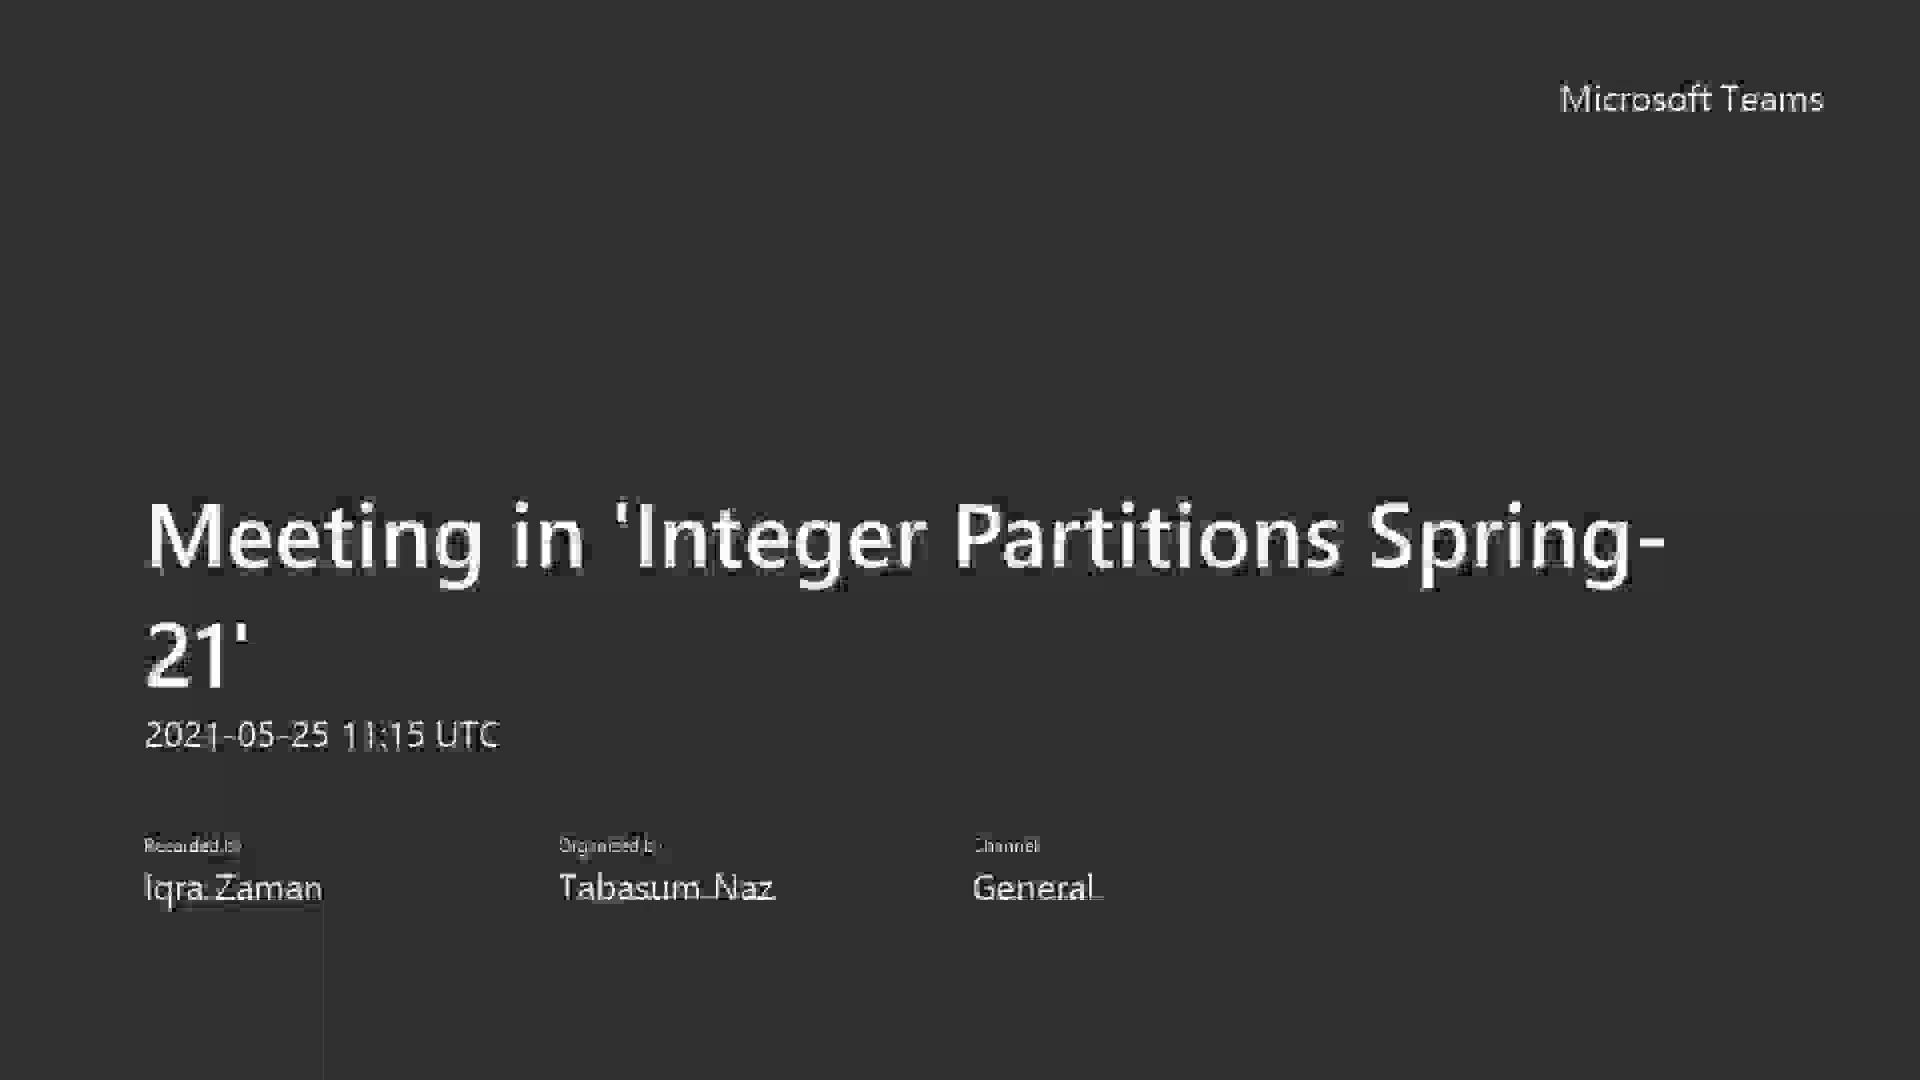 Microsoft Teams
Meeting in 'Integer Partitions Spring-
21'
2021-05-25 11:15 UTC
Recorded by
Organized by
Channel
Iqra Zaman
Tabasum Naz
General